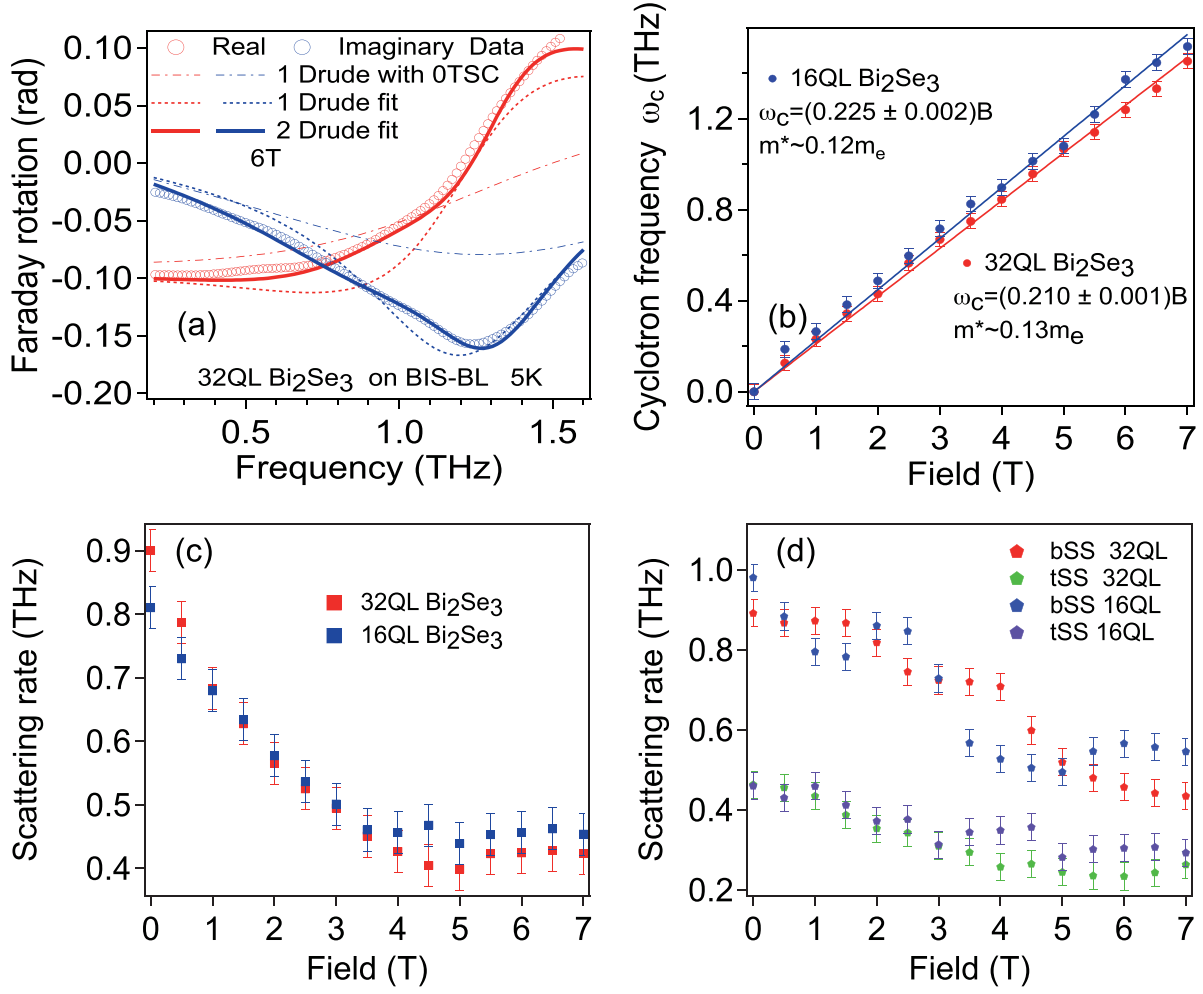 Real Imaginary Data
1 Drude with 0TSC
1 Drude fit
2 Drude fit
6T
(a)
32QL Bi2Se3 on BIS-BL 5K
0.10
0.05
0.00
-0.05
-0.10
-0.15
-0.20
Faraday rotation (rad)
0.5 1.0 1.5
Frequency (THz)
16QL Bi2Se3
ωc=(0.225 ± 0.002)B
m*~0.12me
(b)
32QL Bi2Se3
ωc=(0.210 ± 0.001)B
m*~0.13me
1.2
0.8
0.4
0.0
Cyclotron frequency ωc (THz)
0 1 2 3 4 5 6 7
Field (T)
(c)
32QL Bi2Se3
16QL Bi2Se3
0.9
0.8
0.7
0.6
0.5
0.4
Scattering rate (THz)
0 1 2 3 4 5 6 7
Field (T)
(d)
bSS 32QL
tSS 32QL
bSS 16QL
tSS 16QL
1.0
0.8
0.6
0.4
0.2
Scattering rate (THz)
0 1 2 3 4 5 6 7
Field (T)